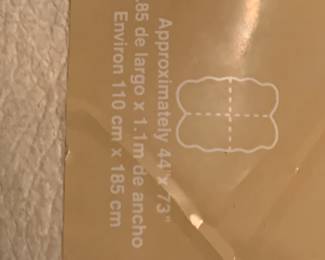 Approximately 44"x 73"
.85 de largo x 1.1m de ancho
Environ 110 cm x 185 cm